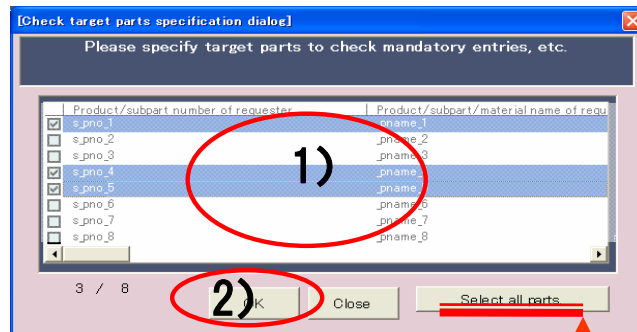 [Check target parts specification dialog]
Please specify target parts to check mandatory entries, etc.
Product/subpart number of requester Product/subpart/material name of requ
s_pno_1 _pname_1
s_pno_2 _pname_2
s_pno_3 _pname_3
s_pno_4 _pname_
s_pno_5 _pname_
s_pno_6 _pname_6
s_pno_7 _pname_7
s_pno_8 _pname_8
1)
3 / 8
2)
Close
Select all parts